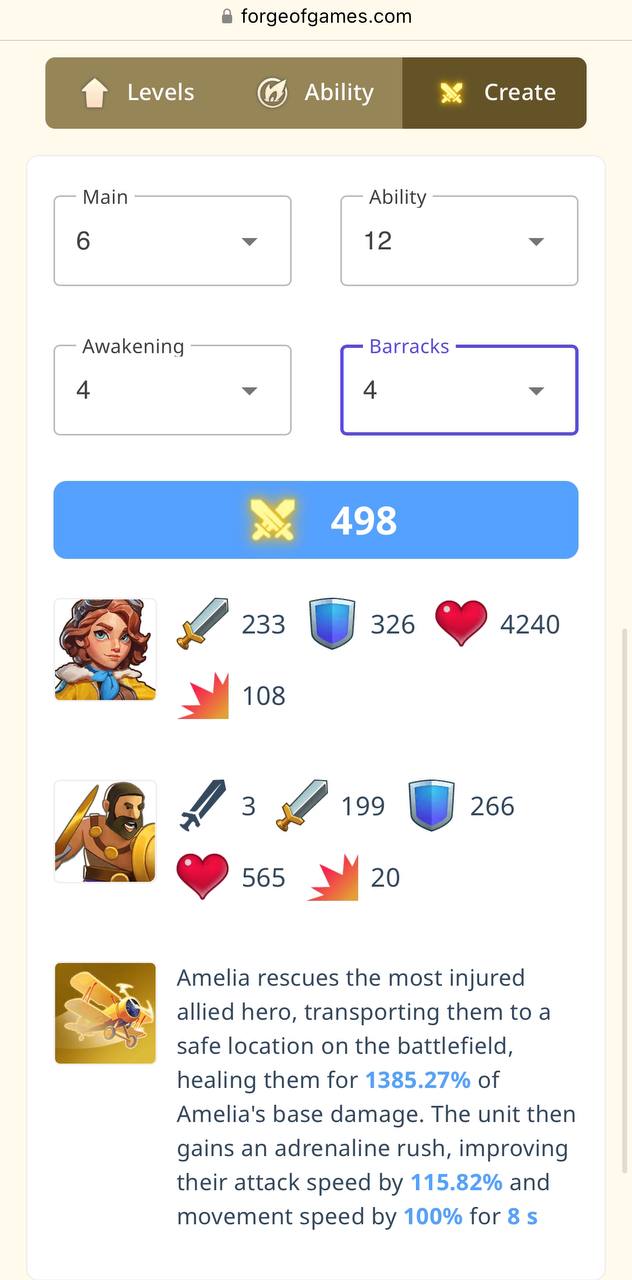 forgeofgames.com
Levels Ability Create
Main Ability
6 12
Awakening Barracks
4 4
498
233 326 4240
108
3 199 266
565 20
Amelia rescues the most injured
allied hero, transporting them to a
safe location on the battlefield,
healing them for 1385.27% of
Amelia's base damage. The unit then
gains an adrenaline rush, improving
their attack speed by 115.82% and
movement speed by 100% for 8 s